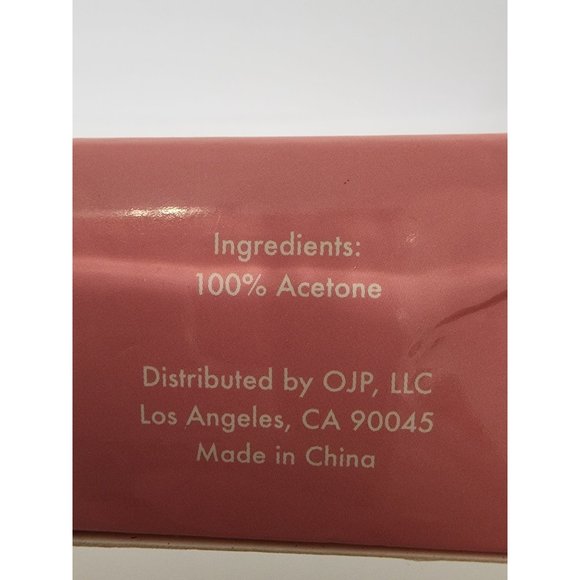 Ingredients:
100% Acetone
Distributed by OJP, LLC
Los Angeles, CA 90045
Made in China